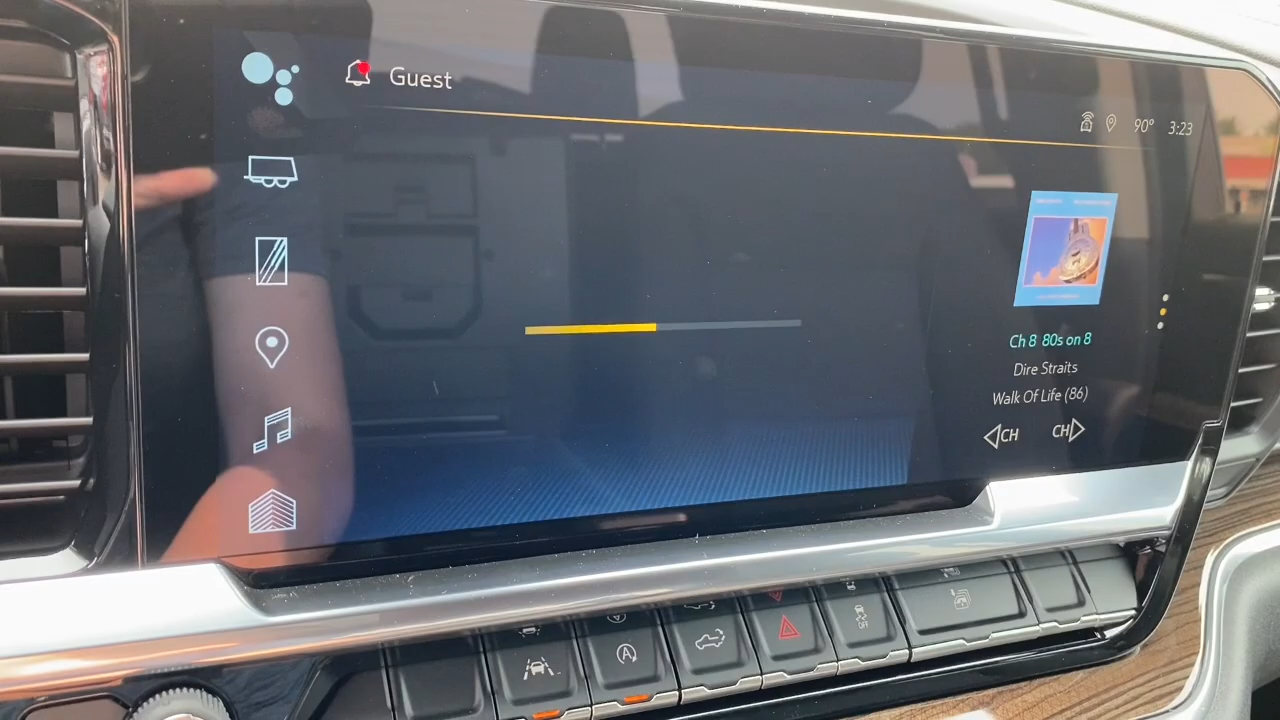 Guest
90° 3:23
Ch 8 80s on 8
Dire Straits
Walk Of Life (86)
CH CH
A